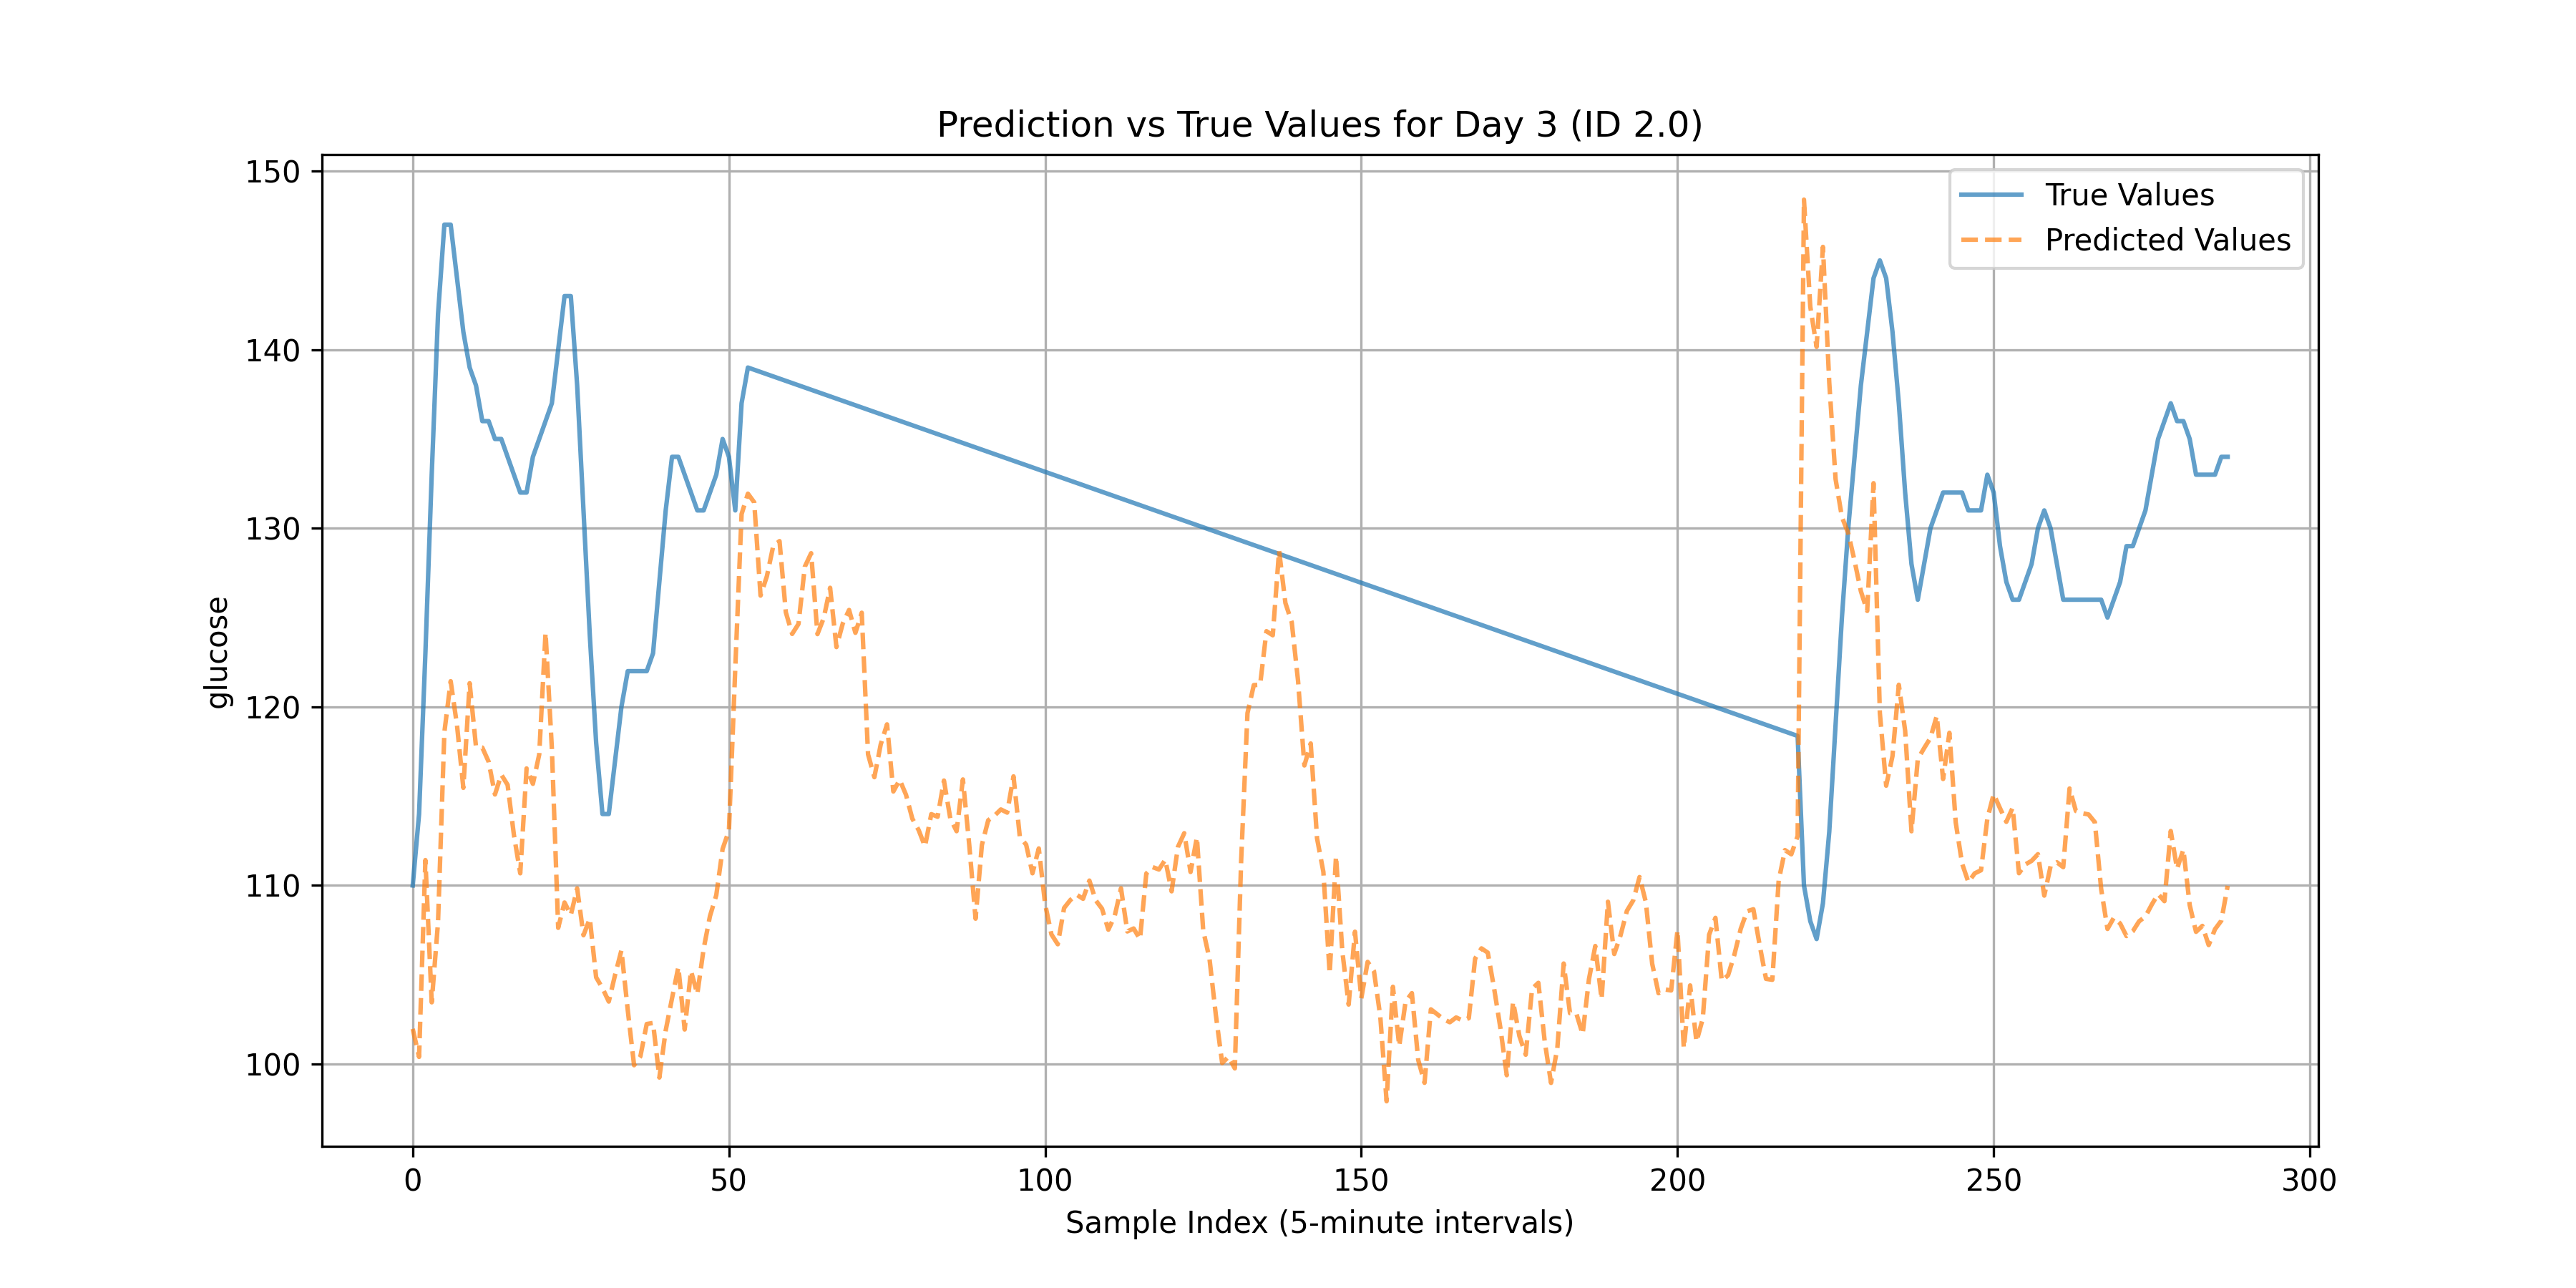 Prediction vs True Values for Day 3 (ID 2.0)
True Values
Predicted Values
glucose
150
140
130
120
110
100
0 50 100 150 200 250 300
Sample Index (5-minute intervals)